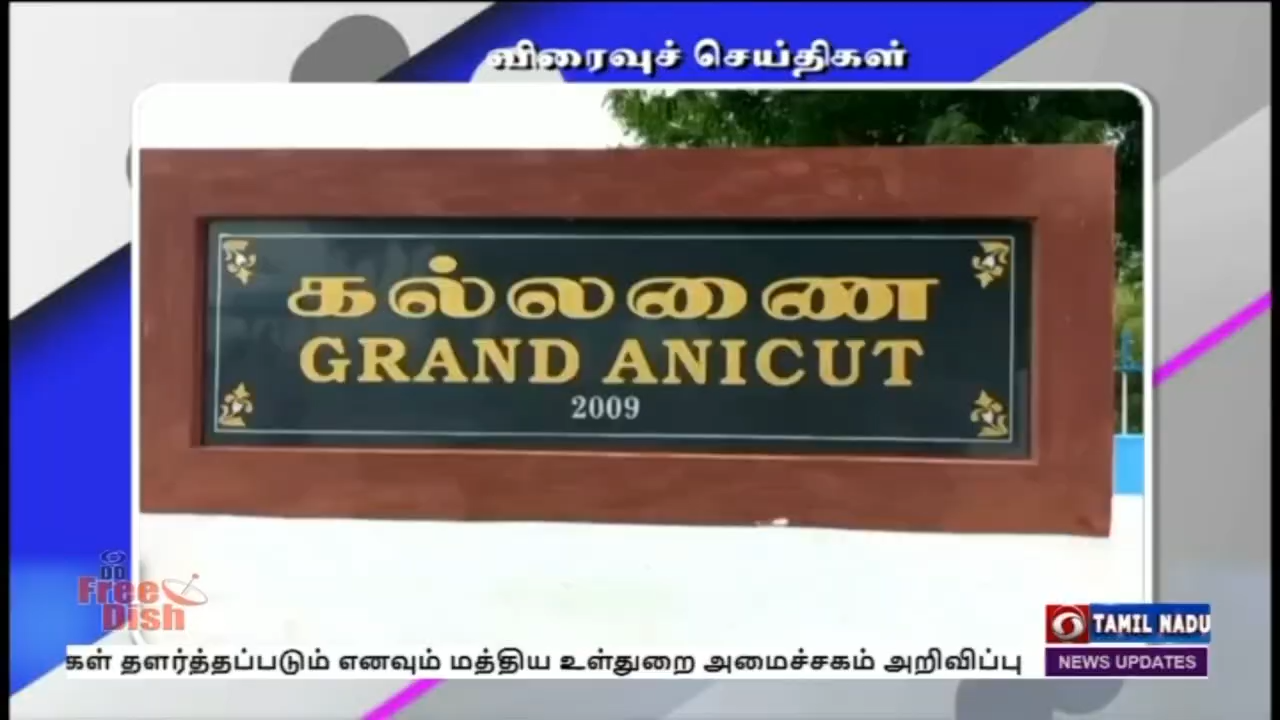 விரைவுச் செய்திகள்
கல்லணை
GRAND ANICUT
2009
DD
Free
Dish
TAMIL NADU
கள் தளர்த்தப்படும் எனவும் மத்திய உள்துறை அமைச்சகம் அறிவிப்பு
NEWS UPDATES